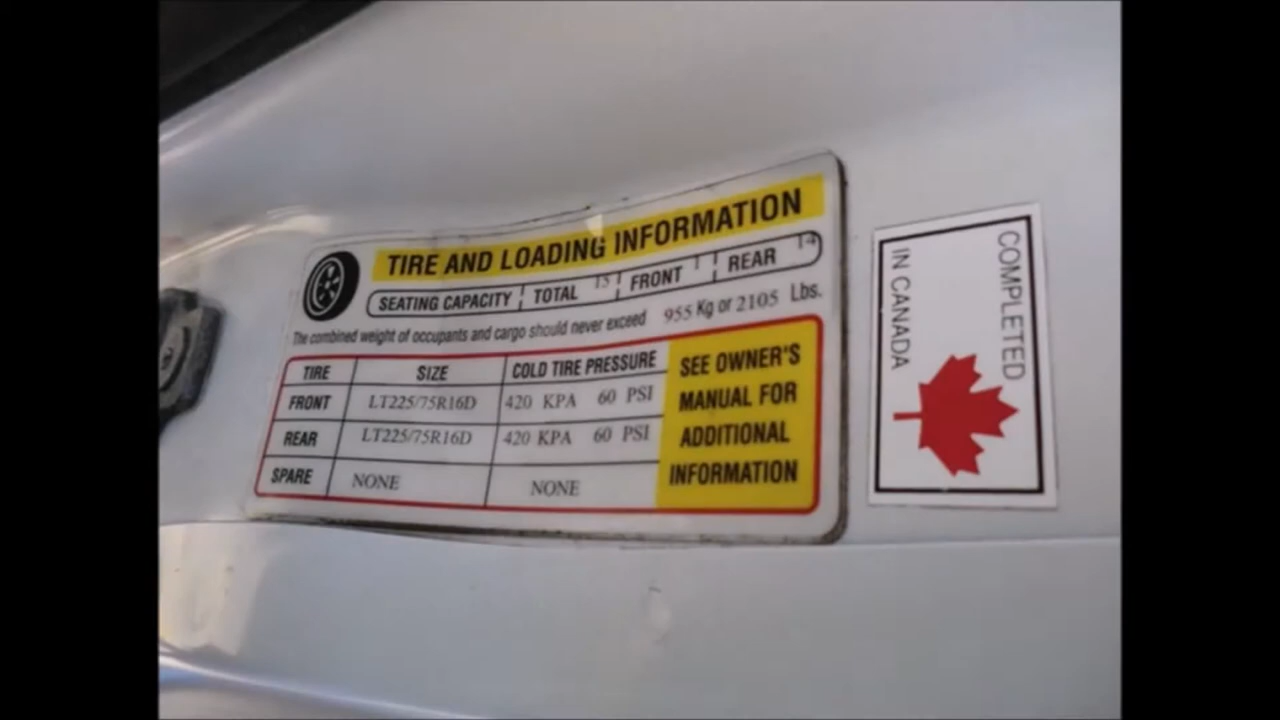 TIRE AND LOADING INFORMATION
SEATING CAPACITY TOTAL 15 FRONT 1 REAR 14
The combined weight of occupants and cargo should never exceed 955 Kg or 2105 Lbs.
TIRE SIZE COLD TIRE PRESSURE
FRONT LT225/75R16D 420 KPA 60 PSI
REAR LT225/75R16D 420 KPA 60 PSI
SPARE NONE NONE
SEE OWNER'S
MANUAL FOR
ADDITIONAL
INFORMATION
COMPLETED
IN CANADA